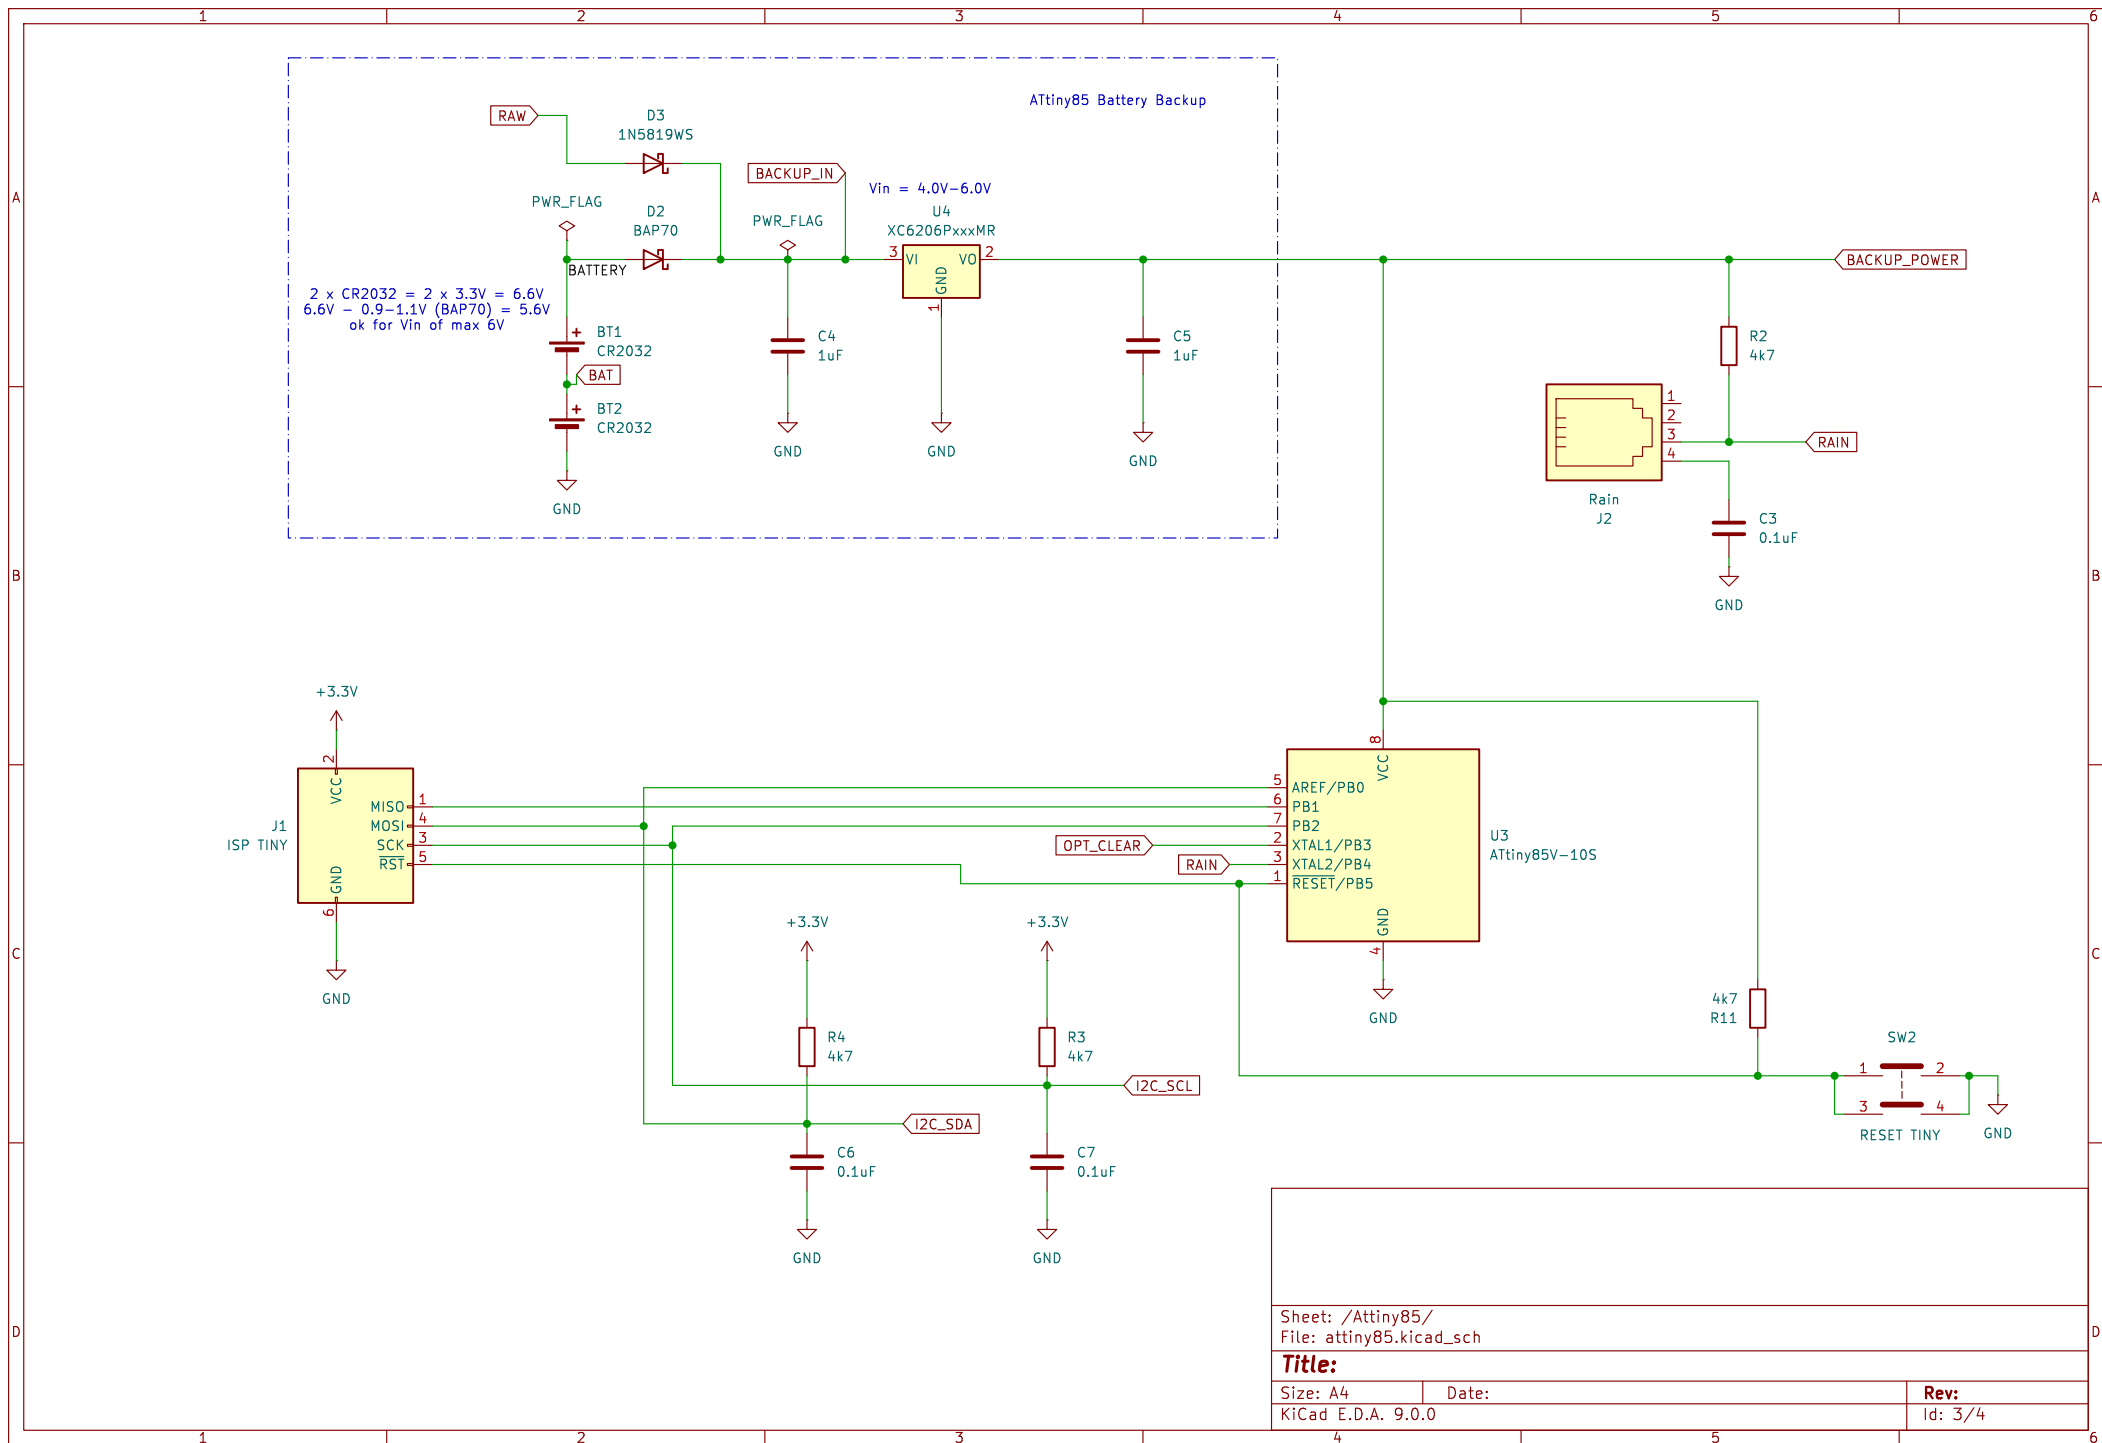 1 2 3 4 5 6
A A
B B
C C
D D
1 2 3 4 5 6
ATtiny85 Battery Backup
RAW
D3
1N5819WS
BACKUP_IN
Vin = 4.0V-6.0V
PWR_FLAG
D2
BAP70
PWR_FLAG
U4
XC6206PxxxMR
3 VI
VO 2
GND
1
BATTERY
BACKUP_POWER
2 x CR2032 = 2 x 3.3V = 6.6V
6.6V - 0.9-1.1V (BAP70) = 5.6V
ok for Vin of max 6V
+
BT1
CR2032
BAT
+
BT2
CR2032
GND
C4
1uF
GND
GND
C5
1uF
GND
R2
4k7
1
2
3
4
RAIN
Rain
J2
C3
0.1uF
GND
+3.3V
2
VCC
MISO 1
MOSI 4
SCK 3
RST 5
GND
6
J1
ISP TINY
GND
8
VCC
5 AREF/PB0
6 PB1
7 PB2
2 XTAL1/PB3
3 XTAL2/PB4
1 RESET/PB5
GND
4
OPT_CLEAR
RAIN
U3
ATtiny85V-10S
GND
+3.3V
R4
4k7
I2C_SDA
C6
0.1uF
GND
+3.3V
R3
4k7
I2C_SCL
C7
0.1uF
GND
4k7
R11
SW2
1 2
3 4
RESET TINY
GND
Sheet: /Attiny85/
File: attiny85.kicad_sch
Title:
Size: A4 Date: Rev:
KiCad E.D.A. 9.0.0 Id: 3/4